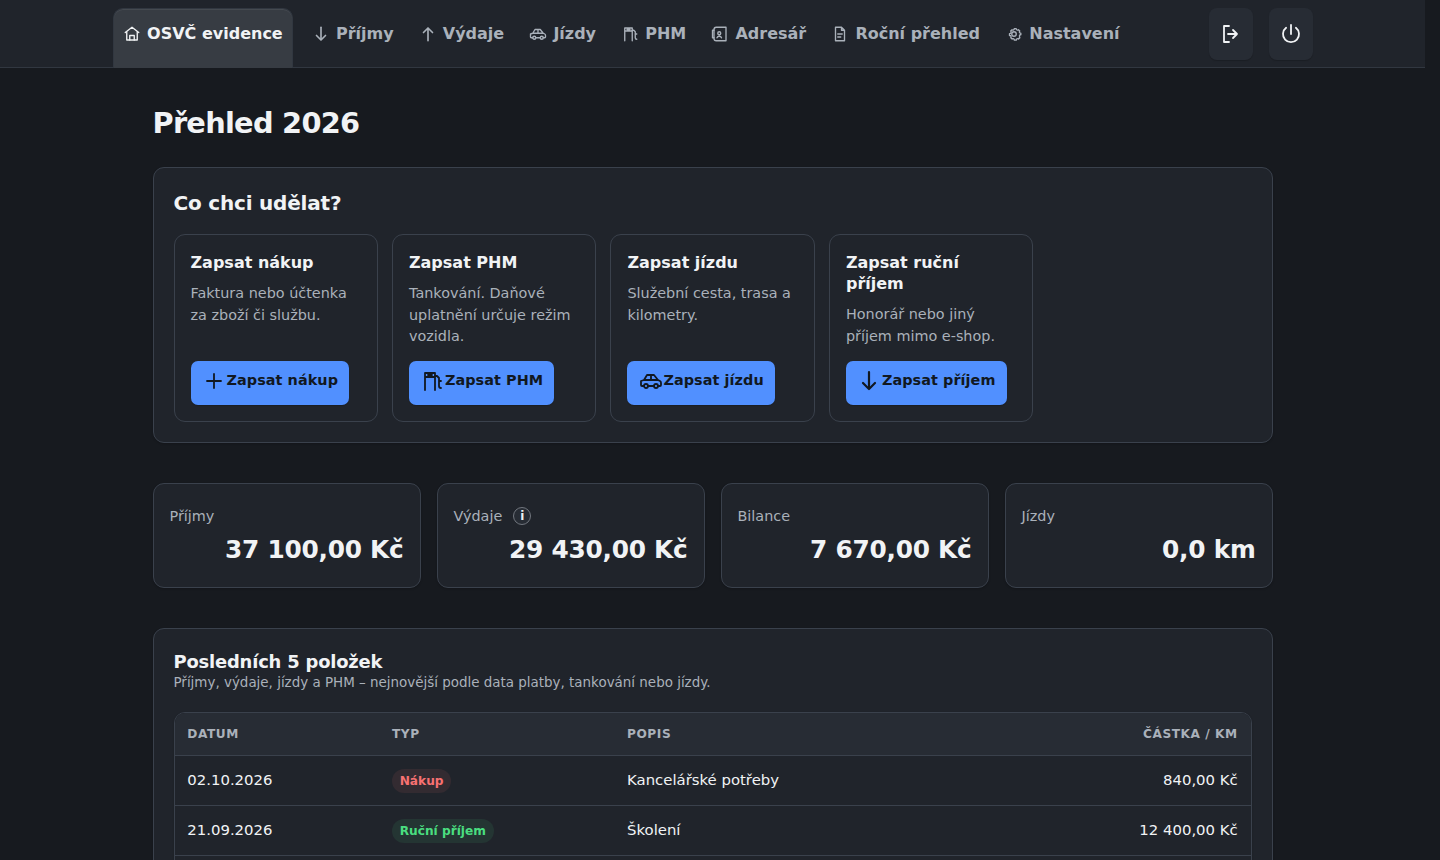 OSVČ evidence Příjmy Výdaje Jízdy PHM Adresář Roční přehled Nastavení
Přehled 2026
Co chci udělat?
Zapsat nákup
Faktura nebo účtenka
za zboží či službu.
Zapsat nákup
Zapsat PHM
Tankování. Daňové
uplatnění určuje režim
vozidla.
Zapsat PHM
Zapsat jízdu
Služební cesta, trasa a
kilometry.
Zapsat jízdu
Zapsat ruční
příjem
Honorář nebo jiný
příjem mimo e-shop.
Zapsat příjem
Příjmy
37 100,00 Kč
Výdaje i
29 430,00 Kč
Bilance
7 670,00 Kč
Jízdy
0,0 km
Posledních 5 položek
Příjmy, výdaje, jízdy a PHM – nejnovější podle data platby, tankování nebo jízdy.
DATUM TYP POPIS ČÁSTKA / KM
02.10.2026 Nákup Kancelářské potřeby 840,00 Kč
21.09.2026 Ruční příjem Školení 12 400,00 Kč